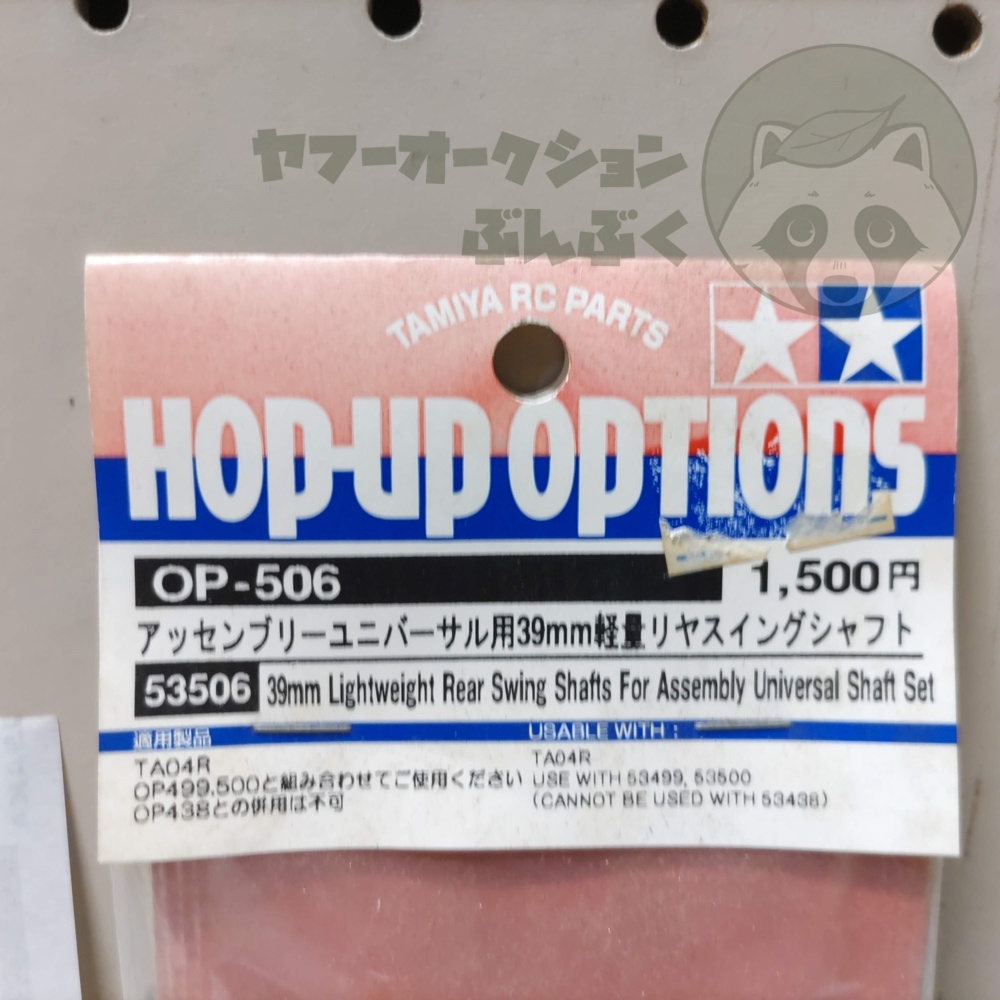 ヤフーオークション
ぶんぶく
TAMIYA RC PARTS
HOP-UP OPTIONS
OP-506 1,500円
アッセンブリーユニバーサル用39mm軽量リヤスイングシャフト
53506 39mm Lightweight Rear Swing Shafts For Assembly Universal Shaft Set
適用製品
TA04R
OP499,500と組み合わせてご使用ください
OP438との併用は不可
USABLE WITH :
TA04R
USE WITH 53499, 53500
(CANNOT BE USED WITH 53438)